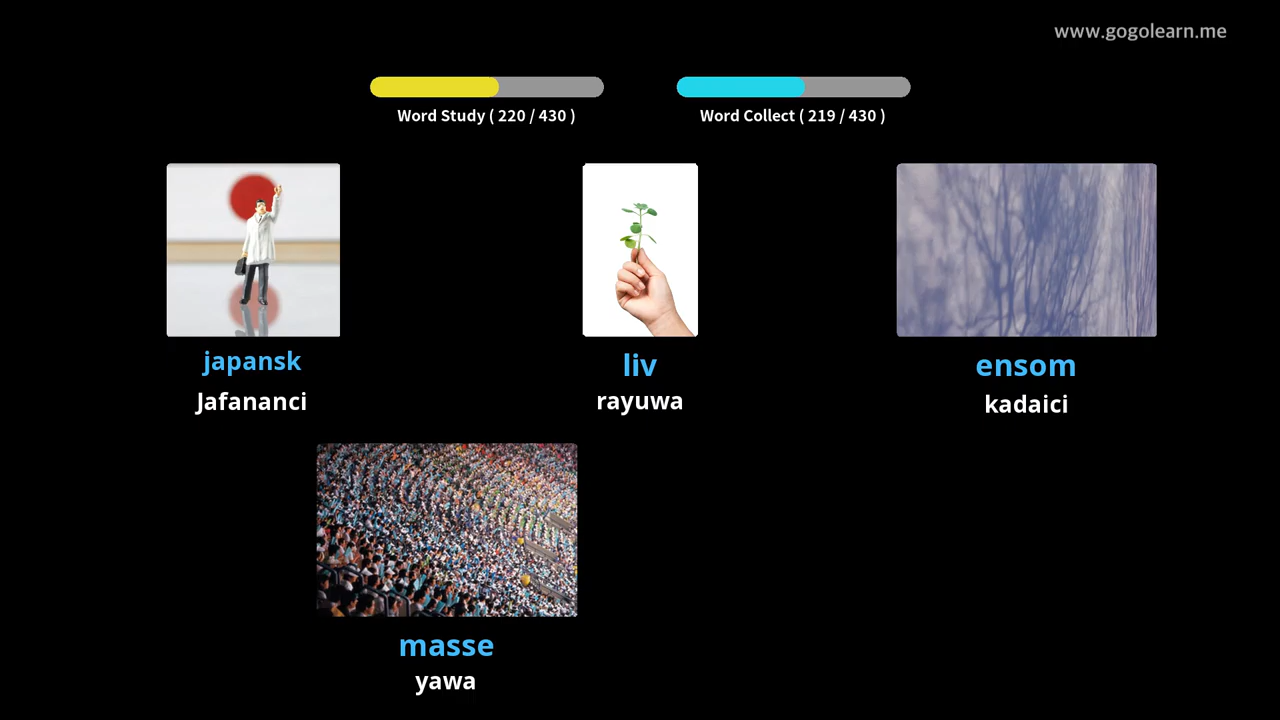 www.gogolearn.me
Word Study ( 220 / 430 )
Word Collect ( 219 / 430 )
japansk
Jafananci
liv
rayuwa
ensom
kadaici
masse
yawa